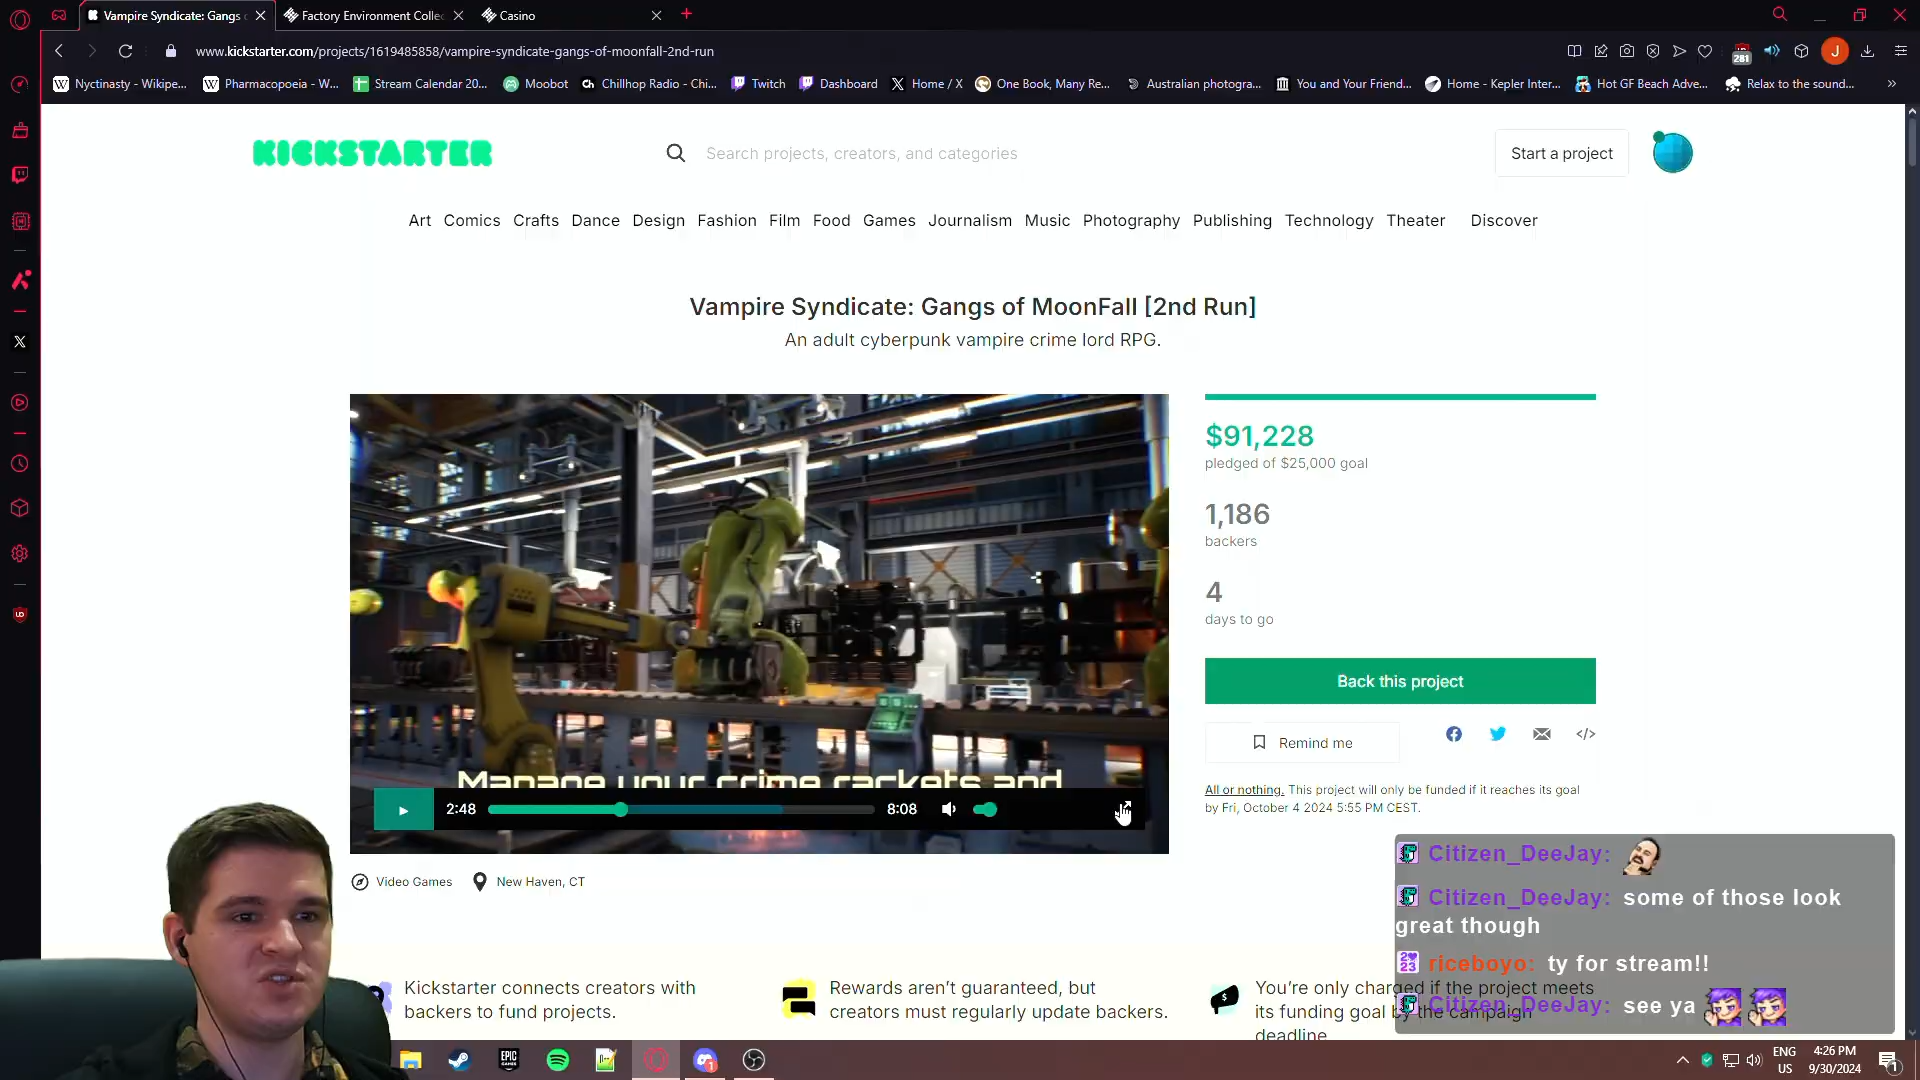 Vampire Syndicate: Gangs o
Factory Environment Collec
Casino
www.kickstarter.com/projects/1619485858/vampire-syndicate-gangs-of-moonfall-2nd-run
281
J
Nyctinasty - Wikipe...
Pharmacopoeia - W...
Stream Calendar 20...
Moobot
Chillhop Radio - Chi...
Twitch
Dashboard
Home / X
One Book, Many Re...
Australian photogra...
You and Your Friend...
Home - Kepler Inter...
Hot GF Beach Adve...
Relax to the sound...
KICKSTARTER
Search projects, creators, and categories
Start a project
Art Comics Crafts Dance Design Fashion Film Food Games Journalism Music Photography Publishing Technology Theater Discover
Vampire Syndicate: Gangs of MoonFall [2nd Run]
An adult cyberpunk vampire crime lord RPG.
$91,228
pledged of $25,000 goal
1,186
backers
4
days to go
Back this project
Remind me
All or nothing. This project will only be funded if it reaches its goal
by Fri, October 4 2024 5:55 PM CEST.
Manage your crime rackets and
2:48
8:08
Video Games
New Haven, CT
Kickstarter connects creators with
backers to fund projects.
Rewards aren't guaranteed, but
creators must regularly update backers.
You're only charged if the project meets
its funding goal by the campaign
deadline
Citizen_DeeJay:
Citizen_DeeJay: some of those look
great though
riceboyo: ty for stream!!
Citizen_DeeJay: see ya
ENG
US
4:26 PM
9/30/2024